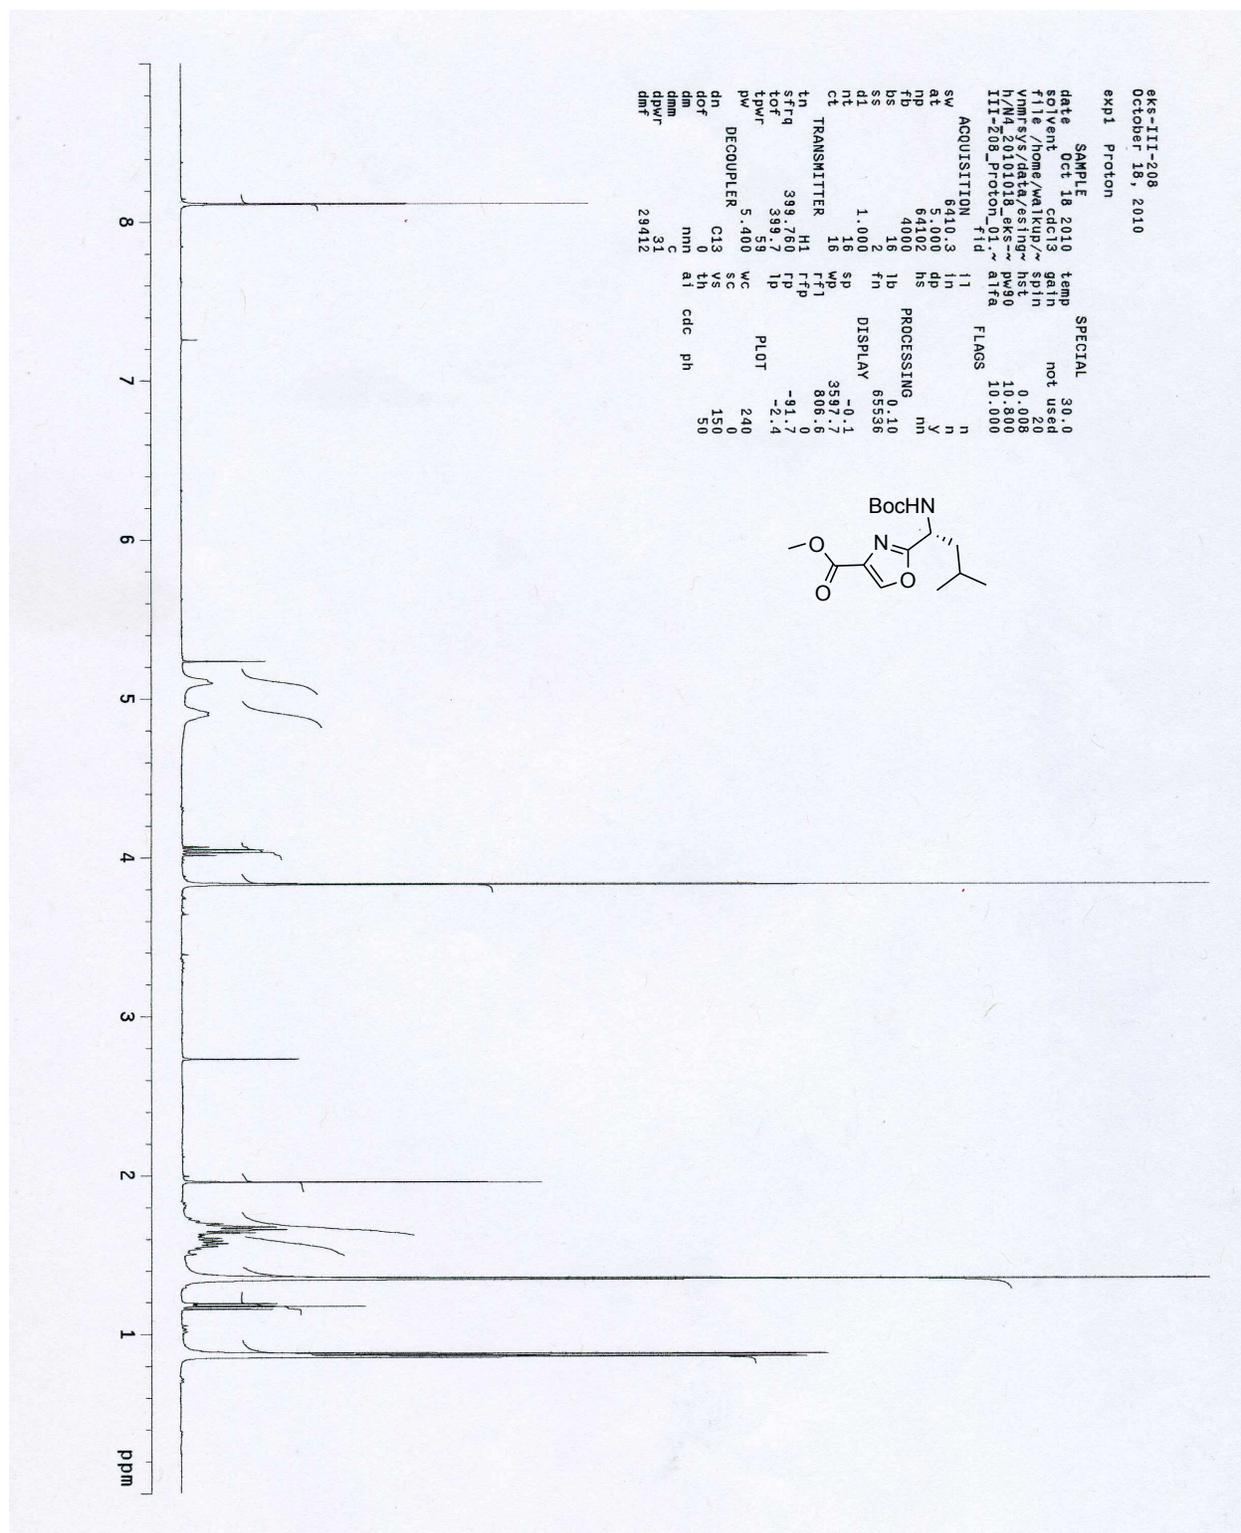 eks-III-208
October 18, 2010
exp1 Proton
SAMPLE
date Oct 18 2010
solvent cdcl3
file /home/walkup/~
vnmrsys/data/esing~
h/N4_20101018_eks-~
III-208_Proton_01.~
fid
ACQUISITION
sw 6410.3
at 5.000
np 64102
fb 4000
bs 16
ss 2
d1 1.000
nt 16
ct 16
TRANSMITTER
tn H1
sfrq 399.760
tof 399.7
tpwr 59
pw 5.400
DECOUPLER
dn C13
dof 0
dm nnn
dmm c
dpwr 31
dmf 29412
SPECIAL
temp 30.0
gain not used
spin 20
hst 0.008
pw90 10.800
alfa 10.000
FLAGS
il n
in n
dp y
hs nn
PROCESSING
lb 0.10
fn 65536
DISPLAY
sp -0.1
wp 3597.7
rfl 806.6
rfp 0
rp -91.7
lp -2.4
PLOT
wc 240
sc 0
vs 150
th 50
ai cdc ph
BocHN
N
O
O
O
8 7 6 5 4 3 2 1 ppm